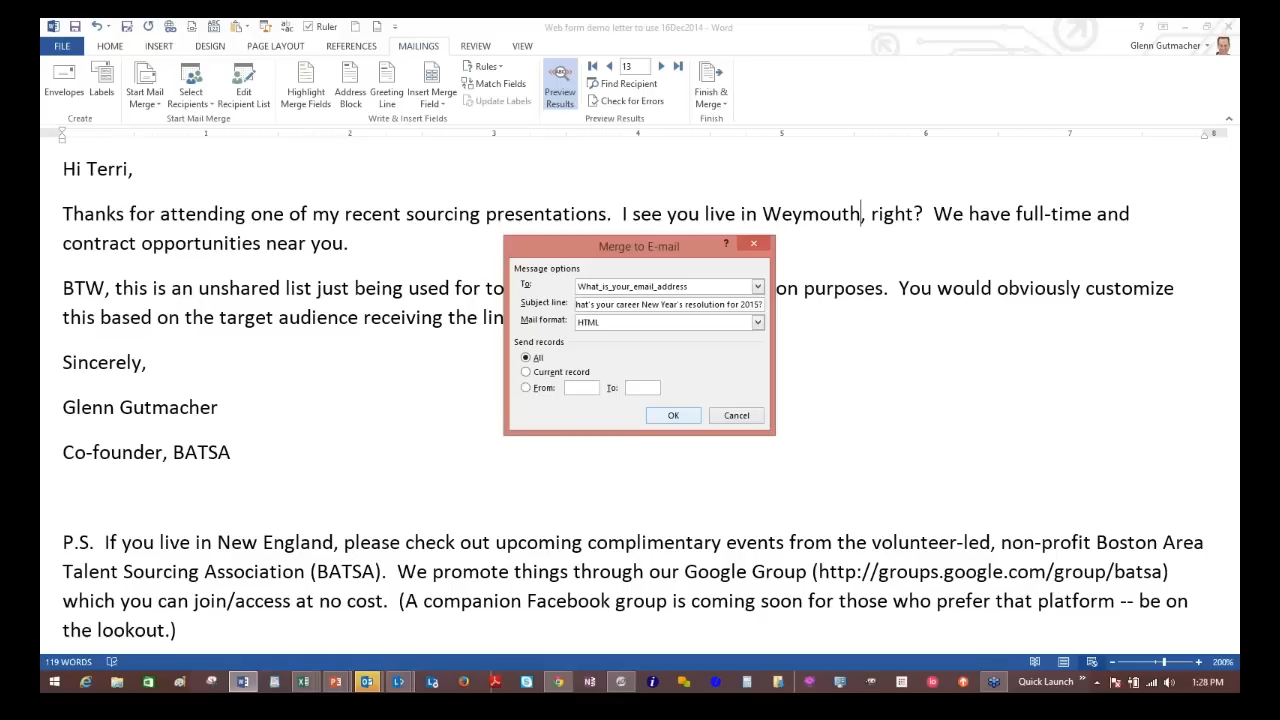 Web form demo letter to use 16Dec2014 - Word
Ruler
FILE HOME INSERT DESIGN PAGE LAYOUT REFERENCES MAILINGS REVIEW VIEW Glenn Gutmacher
Envelopes
Labels
Start Mail Merge
Select Recipients
Edit Recipient List
Highlight Merge Fields
Address Block
Greeting Line
Insert Merge Field
Rules
Match Fields
Update Labels
Preview Results
13
Find Recipient
Check for Errors
Finish & Merge
Create Start Mail Merge Write & Insert Fields Preview Results Finish
1 2 3 4 5 6 7 8
Hi Terri,
Thanks for attending one of my recent sourcing presentations. I see you live in Weymouth, right? We have full-time and
contract opportunities near you.
BTW, this is an unshared list just being used for to on purposes. You would obviously customize
this based on the target audience receiving the lin
Sincerely,
Glenn Gutmacher
Co-founder, BATSA
P.S. If you live in New England, please check out upcoming complimentary events from the volunteer-led, non-profit Boston Area
Talent Sourcing Association (BATSA). We promote things through our Google Group (http://groups.google.com/group/batsa)
which you can join/access at no cost. (A companion Facebook group is coming soon for those who prefer that platform -- be on
the lookout.)
Merge to E-mail
Message options
To: What_is_your_email_address
Subject line: hat's your career New Year's resolution for 2015?
Mail format: HTML
Send records
All
Current record
From: To:
OK Cancel
119 WORDS 200%
Quick Launch 1:28 PM